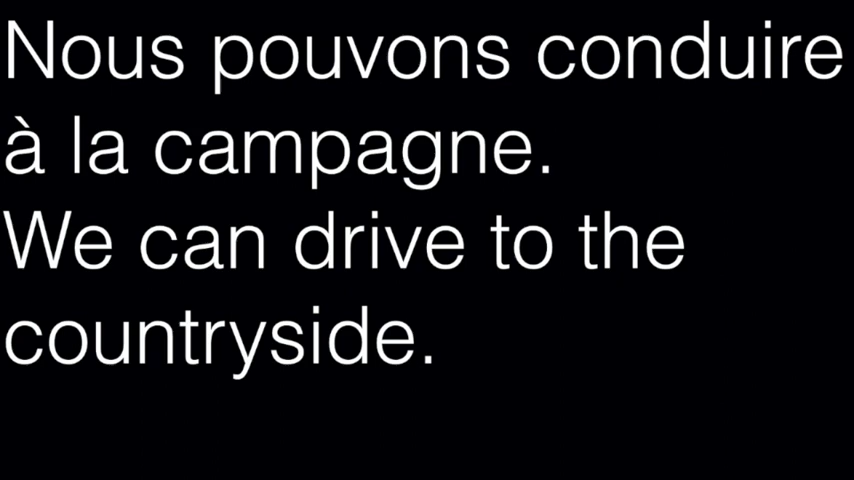 Nous pouvons conduire
à la campagne.
We can drive to the
countryside.